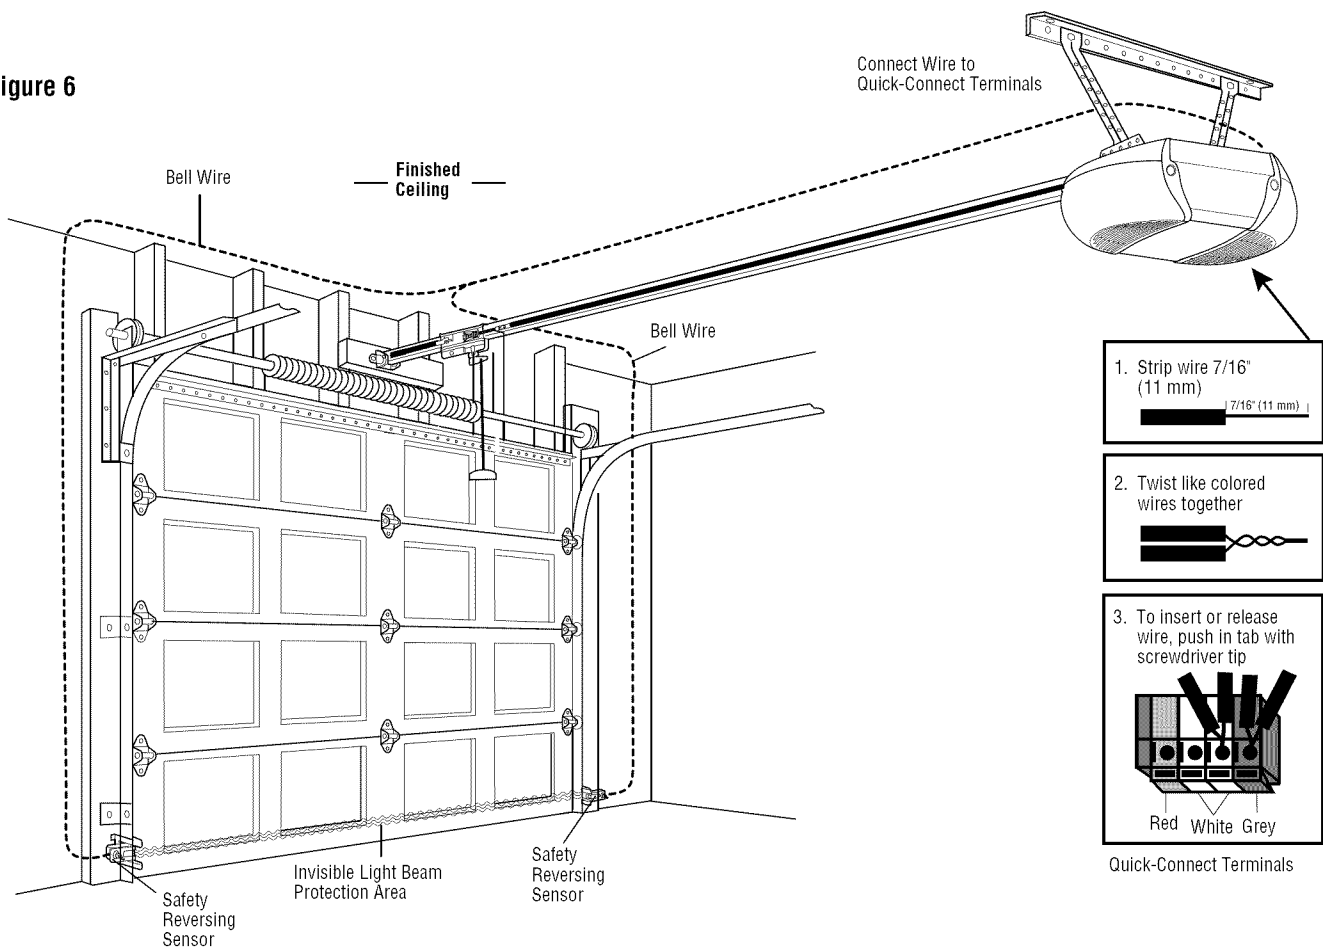 igure 6
Connect Wire to
Quick-Connect Terminals
Bell Wire
Finished
Ceiling
Bell Wire
1. Strip wire 7/16"
(11 mm)
7/16" (11 mm)
2. Twist like colored
wires together
3. To insert or release
wire, push in tab with
screwdriver tip
Red White Grey
Quick-Connect Terminals
Invisible Light Beam
Protection Area
Safety
Reversing
Sensor
Safety
Reversing
Sensor